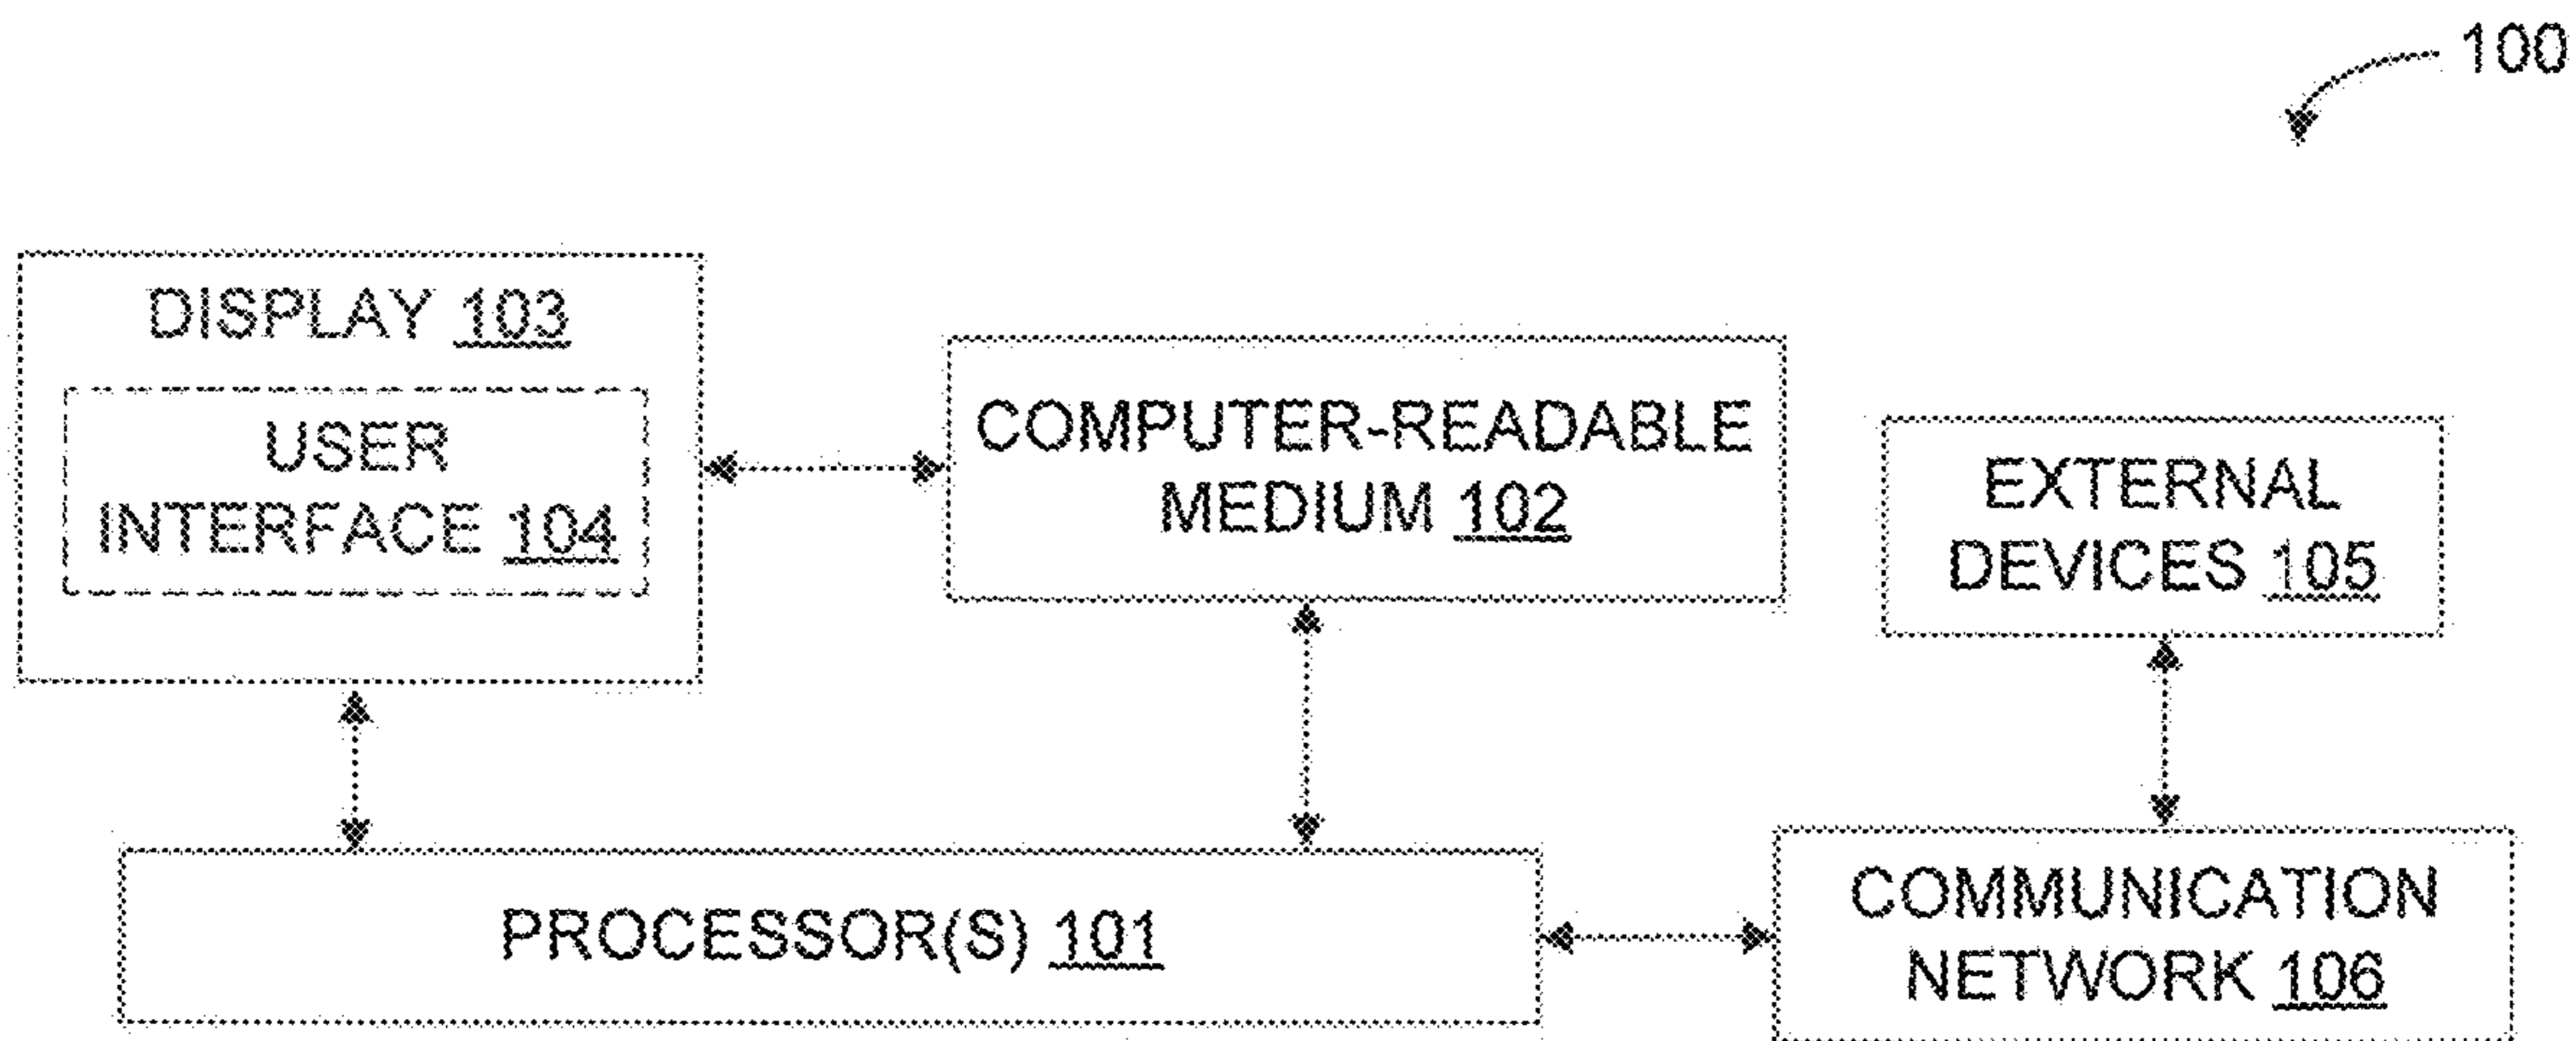 100
DISPLAY 103
USER
INTERFACE 104
COMPUTER-READABLE
MEDIUM 102
EXTERNAL
DEVICES 105
PROCESSOR(S) 101
COMMUNICATION
NETWORK 106